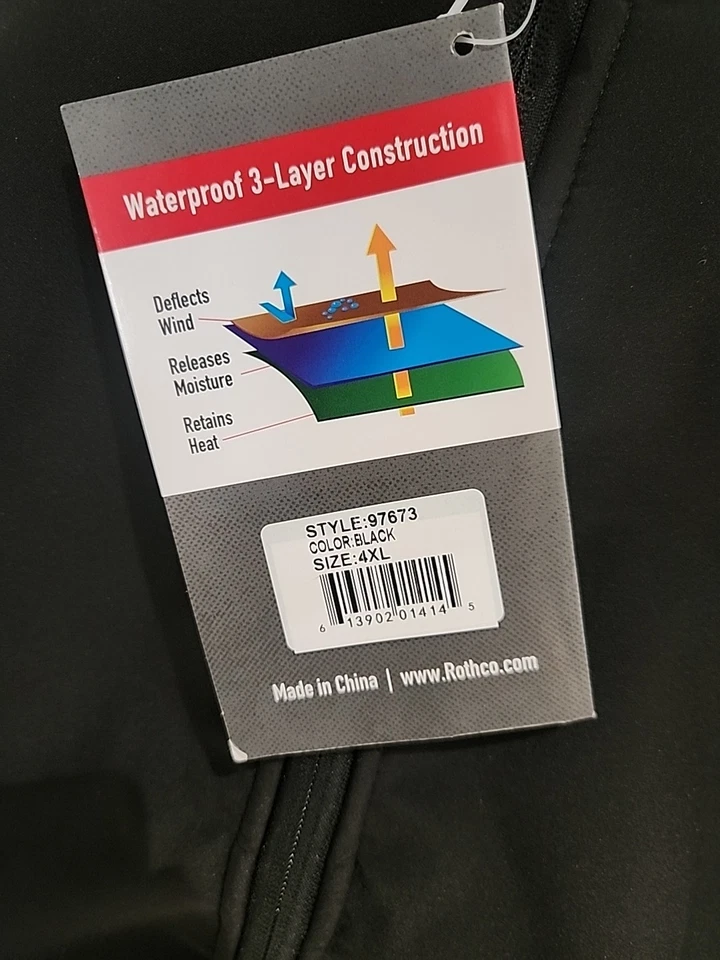 Waterproof 3-Layer Construction
Deflects
Wind
Releases
Moisture
Retains
Heat
STYLE:97673
COLOR:BLACK
SIZE:4XL
6 13902 01414 5
Made in China | www.Rothco.com